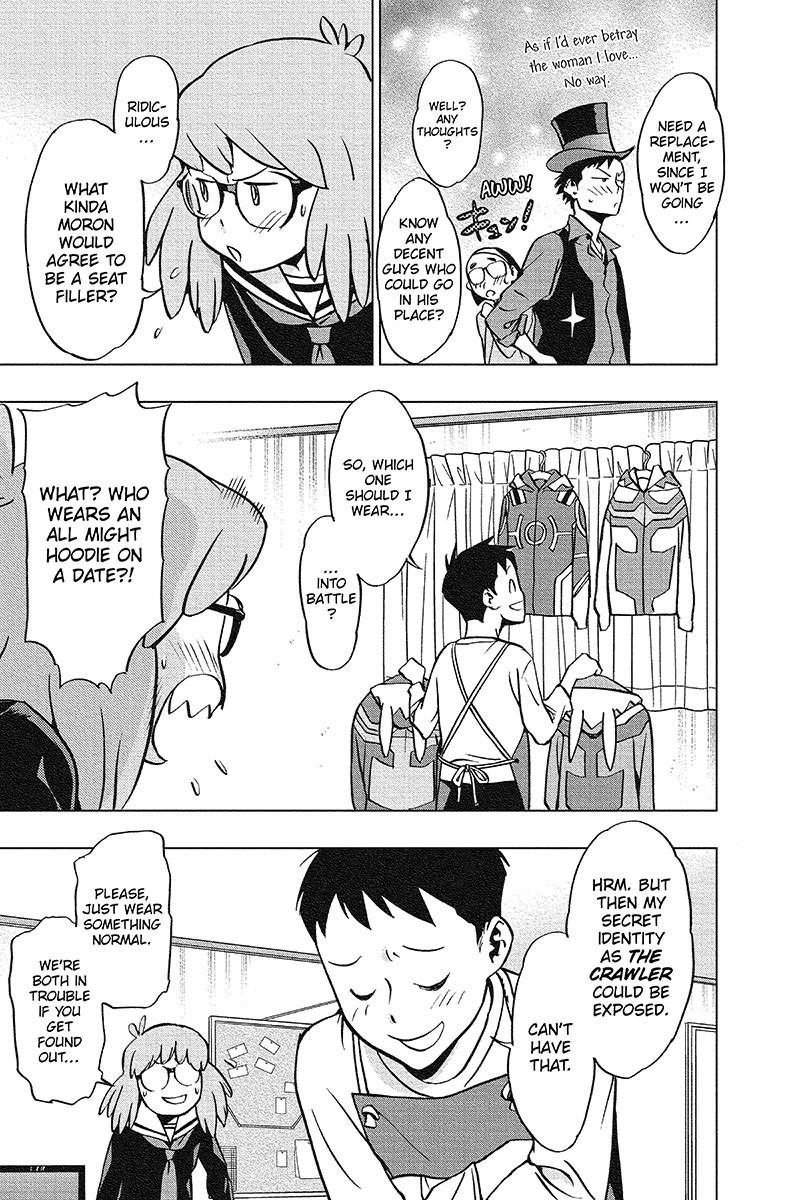 As if I'd ever betray
the woman I love...
No way.
NEED A
REPLACE-
MENT,
SINCE I
WON'T BE
GOING
...
WELL?
ANY
THOUGHTS
?
AWW!
キュン!
KNOW
ANY
DECENT
GUYS WHO
COULD GO
IN HIS
PLACE?
RIDIC-
ULOUS
...
WHAT
KINDA
MORON
WOULD
AGREE TO
BE A SEAT
FILLER?
SO, WHICH
ONE
SHOULD I
WEAR...
...
INTO
BATTLE
?
WHAT? WHO
WEARS AN
ALL MIGHT
HOODIE ON
A DATE?!
HRM. BUT
THEN MY
SECRET
IDENTITY
AS THE
CRAWLER
COULD BE
EXPOSED.
CAN'T
HAVE
THAT.
PLEASE,
JUST WEAR
SOMETHING
NORMAL.
WE'RE
BOTH IN
TROUBLE
IF YOU
GET
FOUND
OUT...